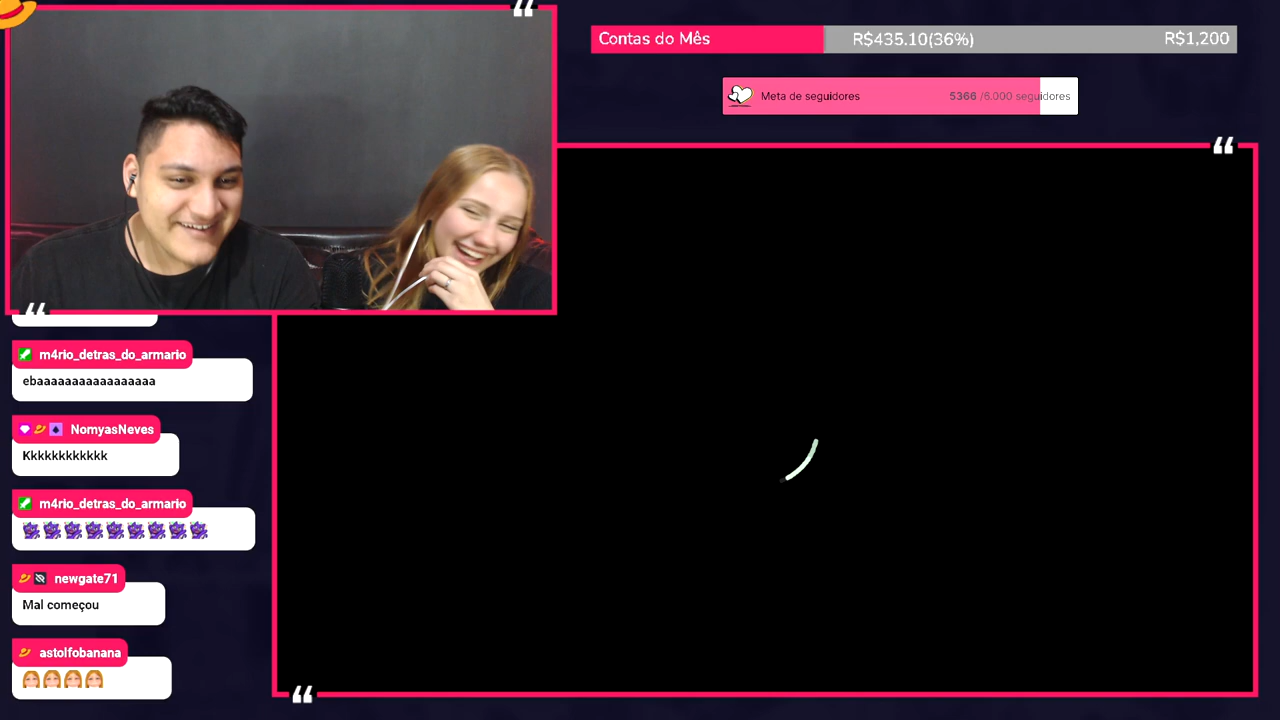 Contas do Mês R$435.10(36%) R$1,200
Meta de seguidores 5366 /6.000 seguidores
m4rio_detras_do_armario
ebaaaaaaaaaaaaaaaaa
NomyasNeves
Kkkkkkkkkkkk
m4rio_detras_do_armario
newgate71
Mal começou
astolfobanana